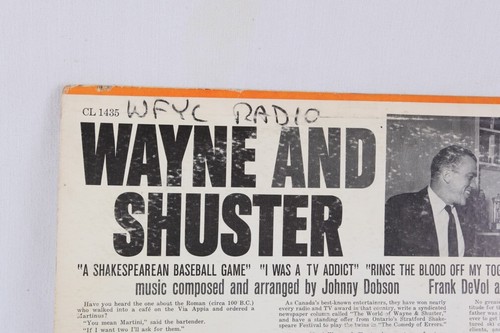 CL 1435 WFYC RADIO
WAYNE AND
SHUSTER
"A SHAKESPEREAN BASEBALL GAME" "I WAS A TV ADDICT" "RINSE THE BLOOD OFF MY TO
music composed and arranged by Johnny Dobson Frank DeVol a
Have you heard the one about the Roman (circa 100 B.C.)
who walked into a café on the Via Appia and ordered a
Martinus?
"You mean Martini," said the bartender.
"If I want two I'll ask for them."
As Canada's best-known entertainers, they have won nearly
every radio and TV award in that country, write a syndicated
newspaper column called "The World of Wayne & Shuster,"
and have a standing offer from Ontario's Stratford Shake-
speare Festival to play the twins in "The Comedy of Errors."